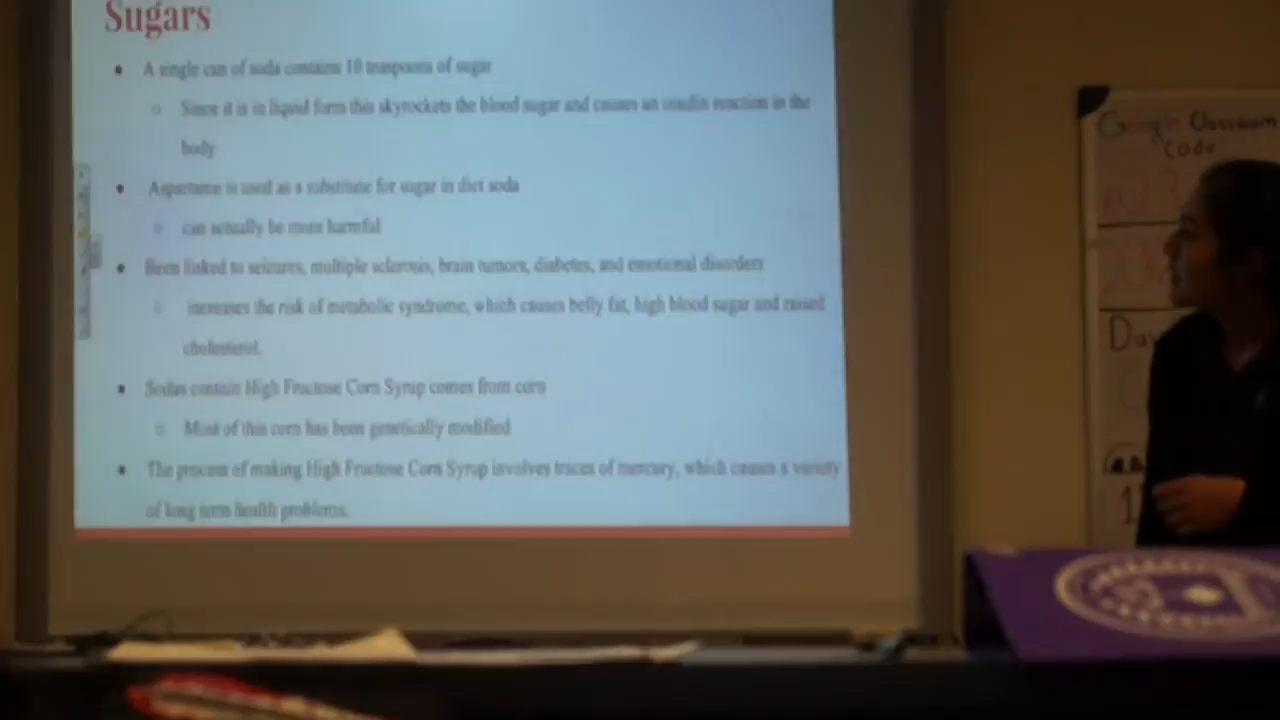 Sugars
A single can of soda contains 10 teaspoons of sugar
Since it is in liquid form this skyrockets the blood sugar and causes an insulin reaction in the
body
Aspartame is used as a substitute for sugar in diet soda
can actually be more harmful
Been linked to seizures, multiple sclerosis, brain tumors, diabetes, and emotional disorders
increases the risk of metabolic syndrome, which causes belly fat, high blood sugar and raised
cholesterol.
Sodas contain High Fructose Corn Syrup comes from corn
Most of this corn has been genetically modified
The process of making High Fructose Corn Syrup involves traces of mercury, which causes a variety
of long term health problems.
Google Classroom
Code